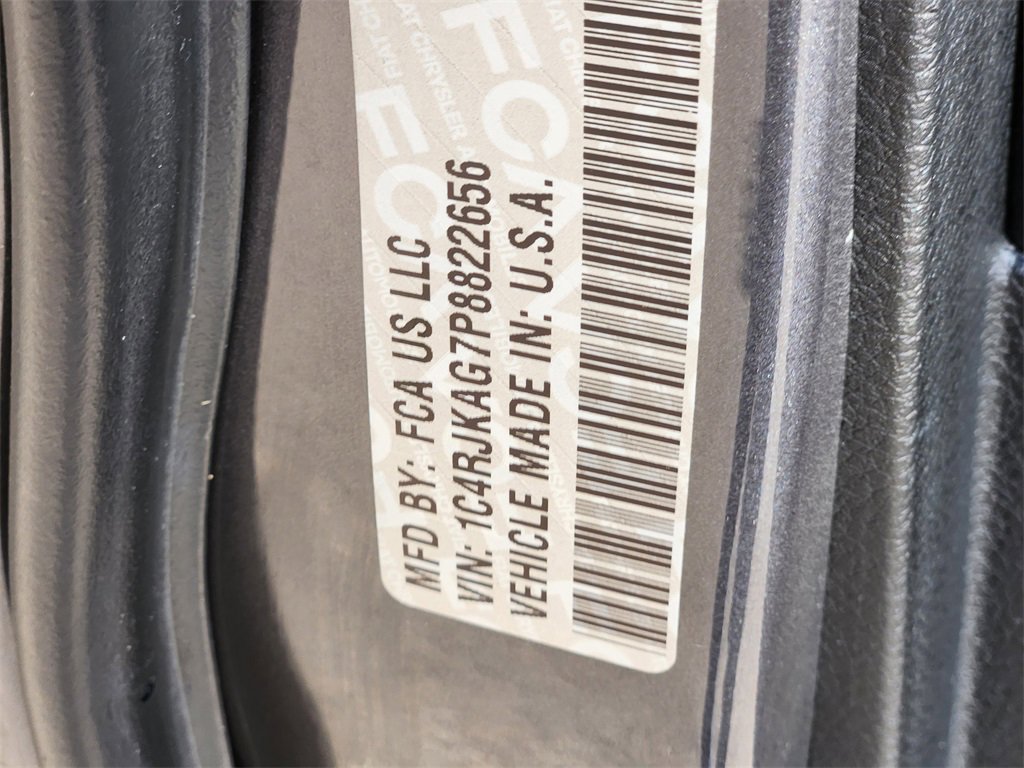 MFD BY: FCA US LLC
VIN: 1C4RJKAG7P8822656
VEHICLE MADE IN: U.S.A.